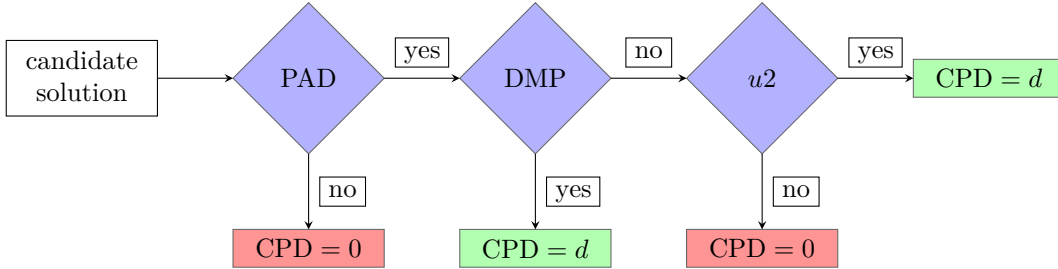 candidate
solution
PAD
yes
DMP
no
u2
yes
CPD = d
no
yes
no
CPD = 0
CPD = d
CPD = 0